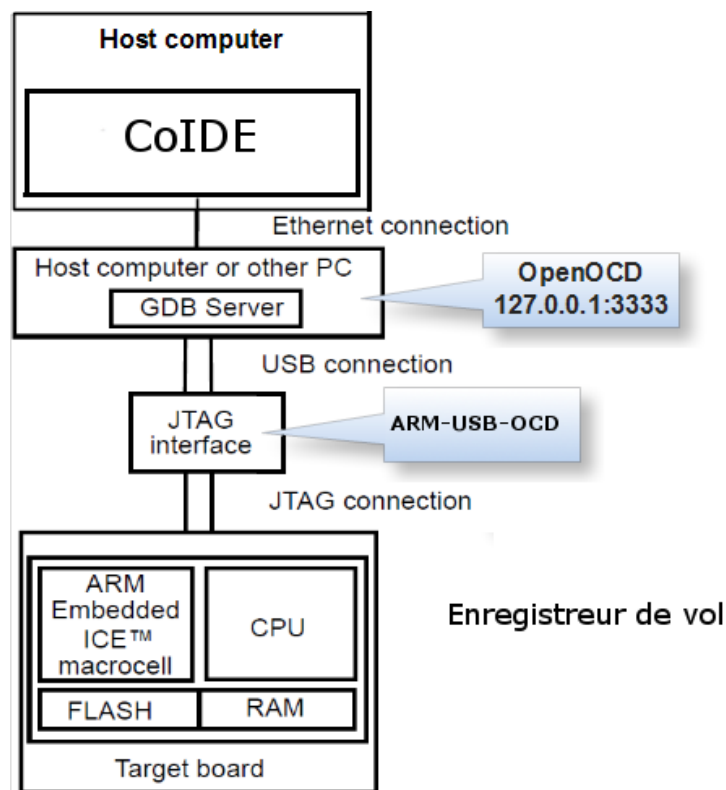 Host computer
CoIDE
Ethernet connection
Host computer or other PC
GDB Server
OpenOCD
127.0.0.1:3333
USB connection
JTAG
interface
ARM-USB-OCD
JTAG connection
ARM
Embedded
ICE™
macrocell
CPU
Enregistreur de vol
FLASH
RAM
Target board